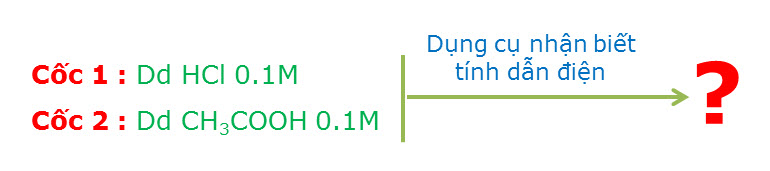 Cốc 1 : Dd HCl 0.1M
Cốc 2 : Dd CH₃COOH 0.1M
Dụng cụ nhận biết
tính dẫn điện
?